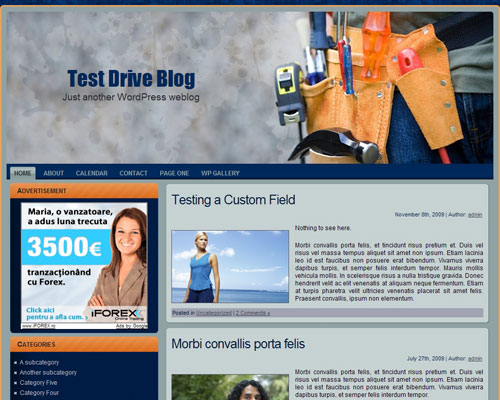 Test Drive Blog
Just another WordPress weblog
HOME ABOUT CALENDAR CONTACT PAGE ONE WP GALLERY
ADVERTISEMENT
Maria, o vanzatoare,
a adus luna trecuta
3500€
tranzacţionând
cu Forex.
Click aici
pentru a afla cum.
iFOREX
Online Trading
www.iFOREX.ro Ads by Google
CATEGORIES
A subcategory
Another subcategory
Category Five
Category Four
Testing a Custom Field
November 8th, 2009 | Author: admin
Nothing to see here.
Morbi convallis porta felis, et tincidunt risus pretium et. Duis vel
risus vel massa tempus aliquet sit amet non ipsum. Etiam lacinia
leo id est faucibus non posuere erat bibendum. Vivamus viverra
dapibus turpis, et semper felis interdum tempor. Mauris mollis
vehicula mollis. In scelerisque risus a nulla tristique gravida. Donec
hendrerit velit ac elit venenatis at aliquam neque fermentum. Etiam
at turpis pharetra velit ultricies venenatis placerat sit amet felis.
Praesent convallis, ipsum non elementum.
Posted in Uncategorized | 2 Comments »
Morbi convallis porta felis
July 27th, 2009 | Author: admin
Morbi convallis porta felis, et tincidunt risus pretium et. Duis vel
risus vel massa tempus aliquet sit amet non ipsum. Etiam lacinia
leo id est faucibus non posuere erat bibendum. Vivamus viverra
dapibus turpis, et semper felis interdum tempor.